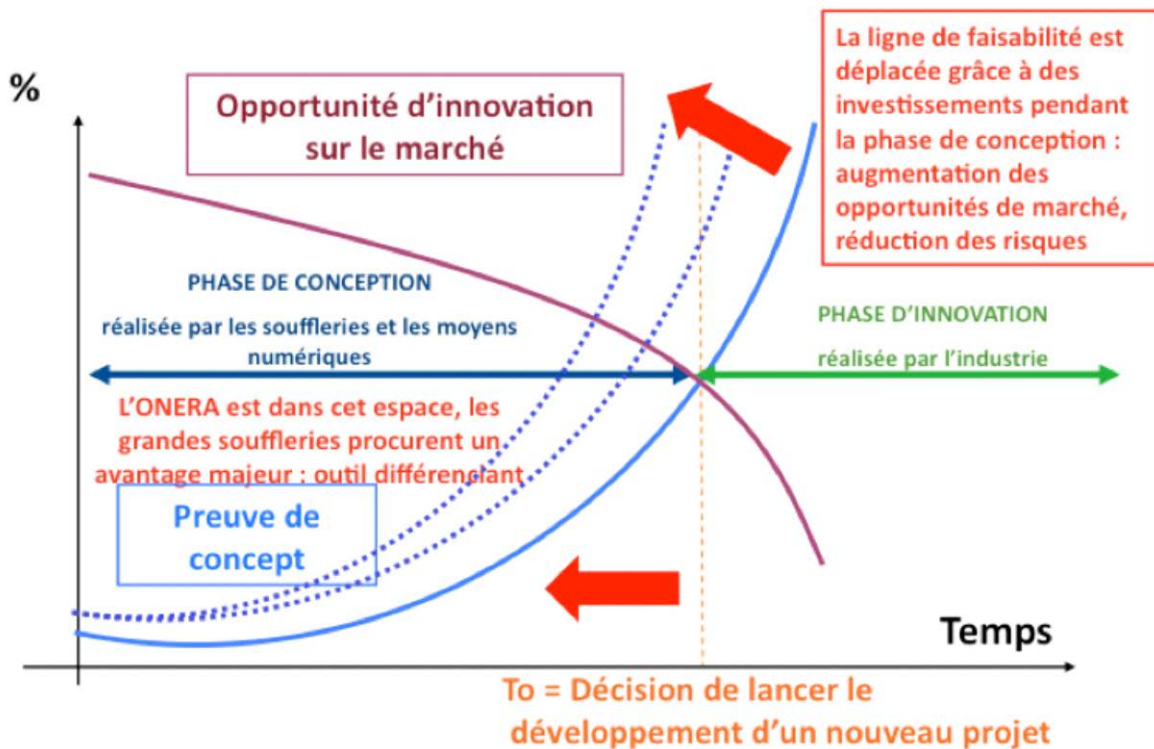 %
Opportunité d'innovation
sur le marché
La ligne de faisabilité est
déplacée grâce à des
investissements pendant
la phase de conception :
augmentation des
opportunités de marché,
réduction des risques
PHASE DE CONCEPTION
réalisée par les souffleries et les moyens
numériques
PHASE D'INNOVATION
réalisée par l'industrie
L'ONERA est dans cet espace, les
grandes souffleries procurent un
avantage majeur : outil différenciant
Preuve de
concept
Temps
To = Décision de lancer le
développement d'un nouveau projet